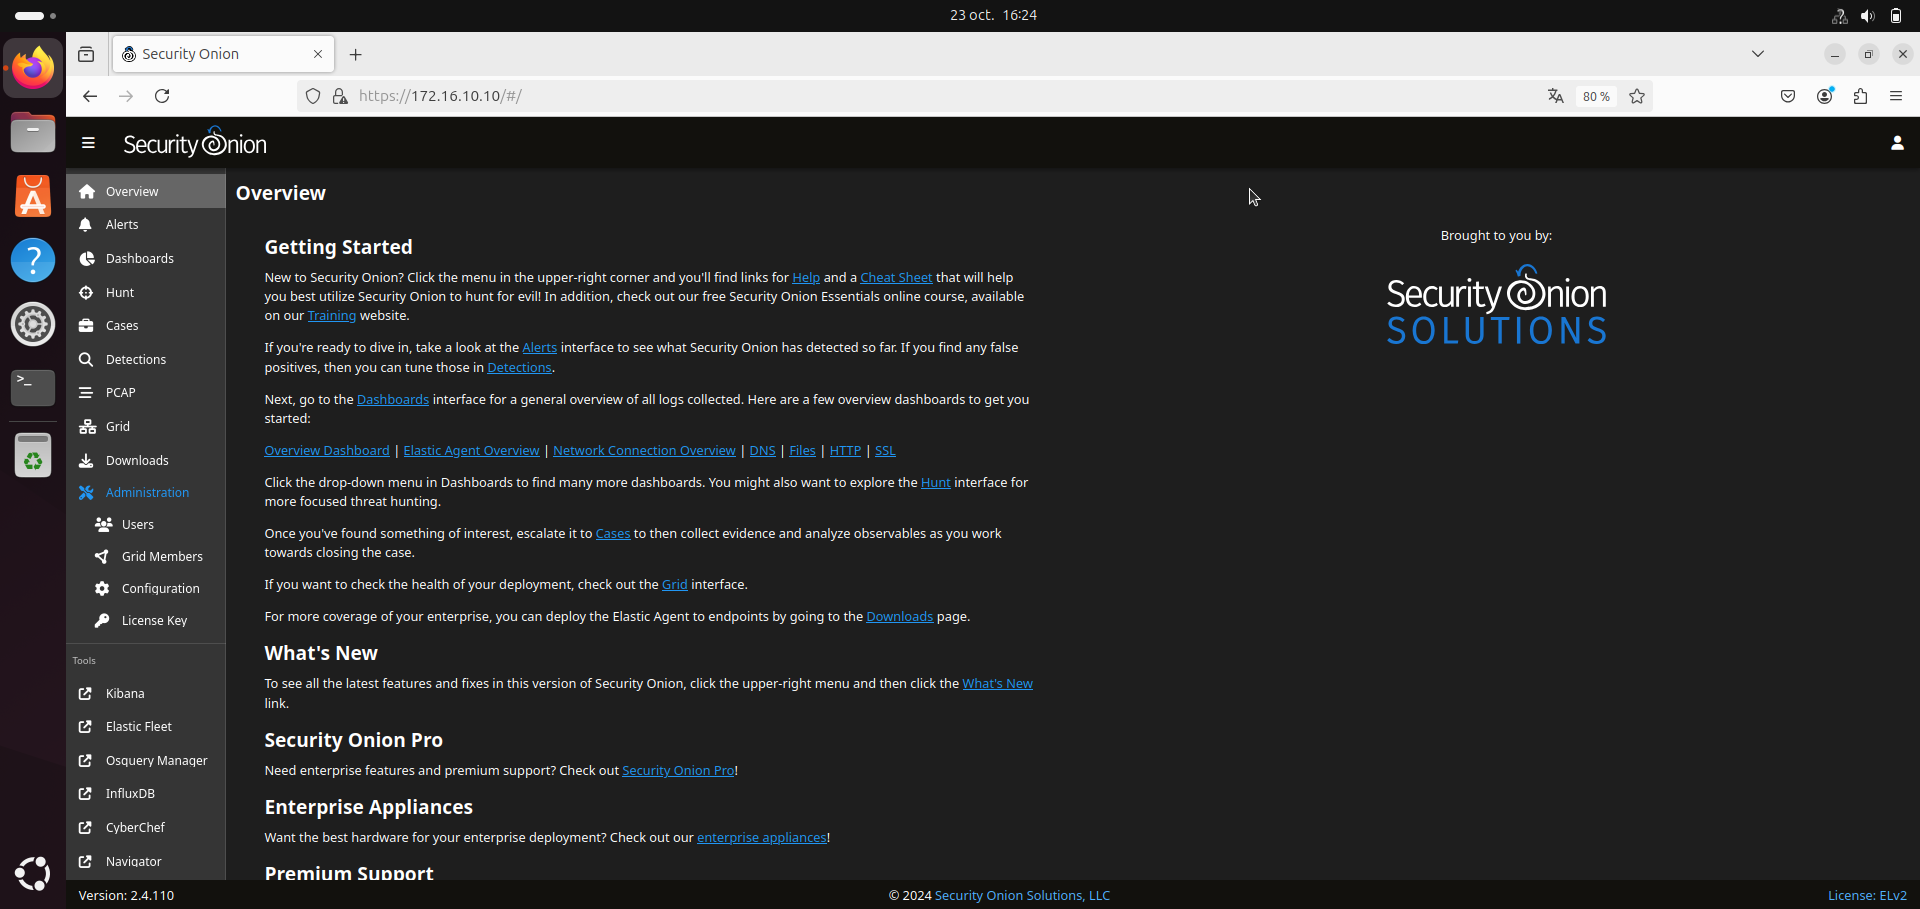 23 oct. 16:24
Security Onion
https://172.16.10.10/#/
80 %
Security Onion
Overview
Alerts
Dashboards
Hunt
Cases
Detections
PCAP
Grid
Downloads
Administration
Users
Grid Members
Configuration
License Key
Tools
Kibana
Elastic Fleet
Osquery Manager
InfluxDB
CyberChef
Navigator
Overview
Getting Started
New to Security Onion? Click the menu in the upper-right corner and you'll find links for Help and a Cheat Sheet that will help
you best utilize Security Onion to hunt for evil! In addition, check out our free Security Onion Essentials online course, available
on our Training website.
If you're ready to dive in, take a look at the Alerts interface to see what Security Onion has detected so far. If you find any false
positives, then you can tune those in Detections.
Next, go to the Dashboards interface for a general overview of all logs collected. Here are a few overview dashboards to get you
started:
Overview Dashboard | Elastic Agent Overview | Network Connection Overview | DNS | Files | HTTP | SSL
Click the drop-down menu in Dashboards to find many more dashboards. You might also want to explore the Hunt interface for
more focused threat hunting.
Once you've found something of interest, escalate it to Cases to then collect evidence and analyze observables as you work
towards closing the case.
If you want to check the health of your deployment, check out the Grid interface.
For more coverage of your enterprise, you can deploy the Elastic Agent to endpoints by going to the Downloads page.
What's New
To see all the latest features and fixes in this version of Security Onion, click the upper-right menu and then click the What's New
link.
Security Onion Pro
Need enterprise features and premium support? Check out Security Onion Pro!
Enterprise Appliances
Want the best hardware for your enterprise deployment? Check out our enterprise appliances!
Premium Support
Brought to you by:
Security Onion
SOLUTIONS
Version: 2.4.110
© 2024 Security Onion Solutions, LLC
License: ELv2